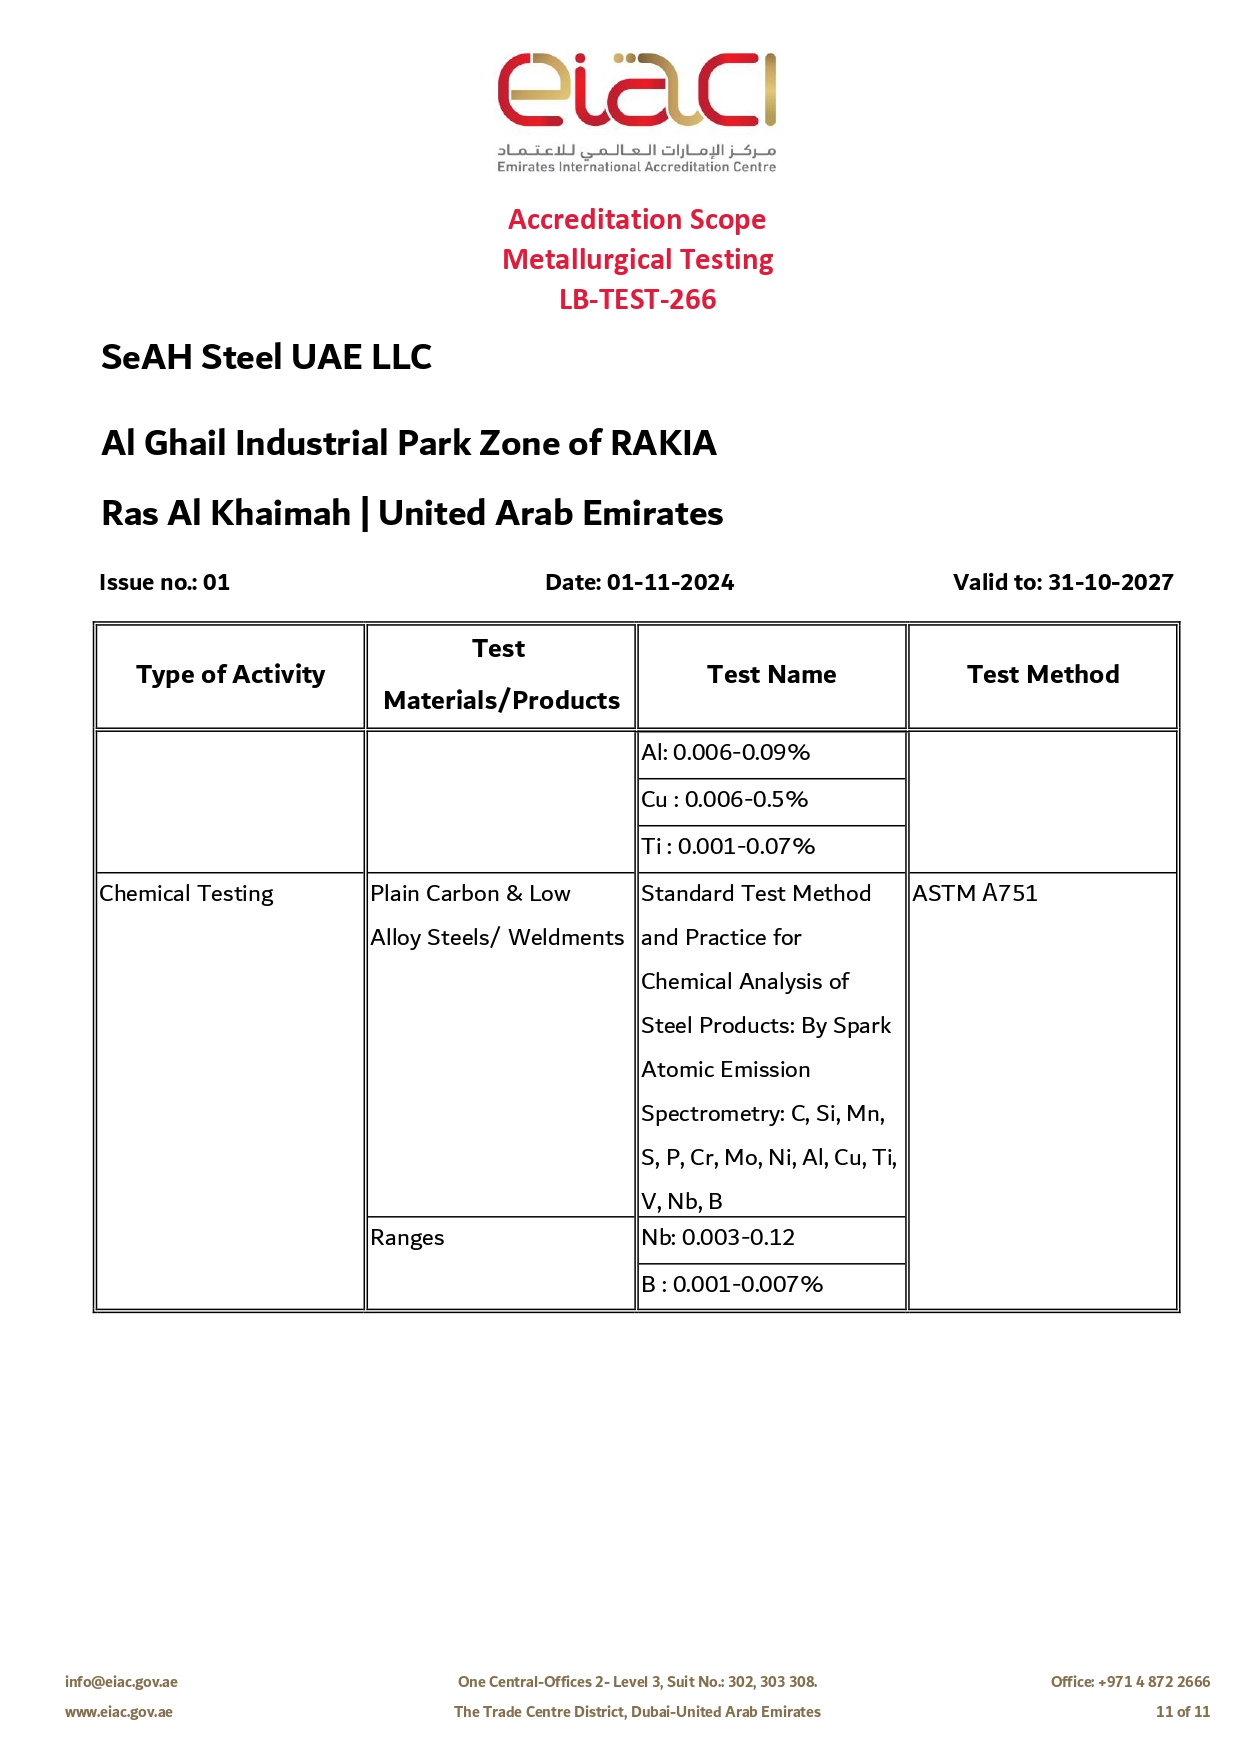 eiac
مركز الإمارات العالمي للاعتماد
Emirates International Accreditation Centre
Accreditation Scope
Metallurgical Testing
LB-TEST-266
SeAH Steel UAE LLC
Al Ghail Industrial Park Zone of RAKIA
Ras Al Khaimah | United Arab Emirates
Issue no.: 01 Date: 01-11-2024 Valid to: 31-10-2027
Type of Activity
Test
Materials/Products
Test Name
Test Method
Al: 0.006-0.09%
Cu : 0.006-0.5%
Ti : 0.001-0.07%
Chemical Testing
Plain Carbon & Low
Alloy Steels/ Weldments
Standard Test Method
and Practice for
Chemical Analysis of
Steel Products: By Spark
Atomic Emission
Spectrometry: C, Si, Mn,
S, P, Cr, Mo, Ni, Al, Cu, Ti,
V, Nb, B
ASTM A751
Ranges
Nb: 0.003-0.12
B : 0.001-0.007%
info@eiac.gov.ae One Central-Offices 2- Level 3, Suit No.: 302, 303 308. Office: +971 4 872 2666
www.eiac.gov.ae The Trade Centre District, Dubai-United Arab Emirates 11 of 11